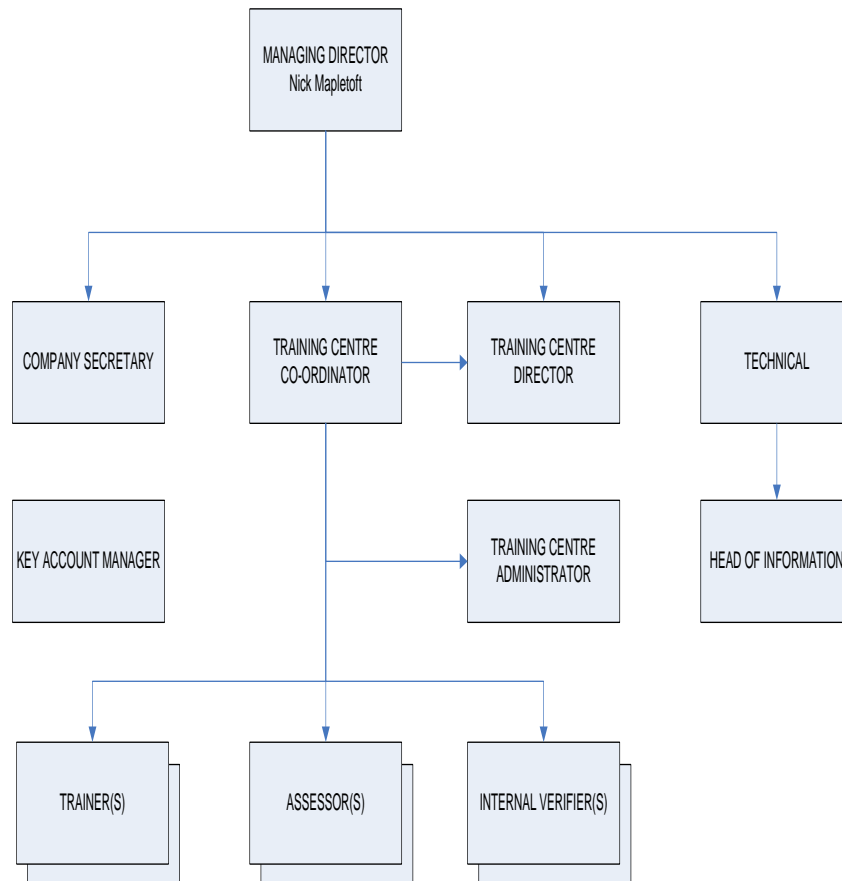 MANAGING DIRECTOR
Nick Mapletoft
COMPANY SECRETARY
TRAINING CENTRE
CO-ORDINATOR
TRAINING CENTRE
DIRECTOR
TECHNICAL
KEY ACCOUNT MANAGER
TRAINING CENTRE
ADMINISTRATOR
HEAD OF INFORMATION
TRAINER(S)
ASSESSOR(S)
INTERNAL VERIFIER(S)